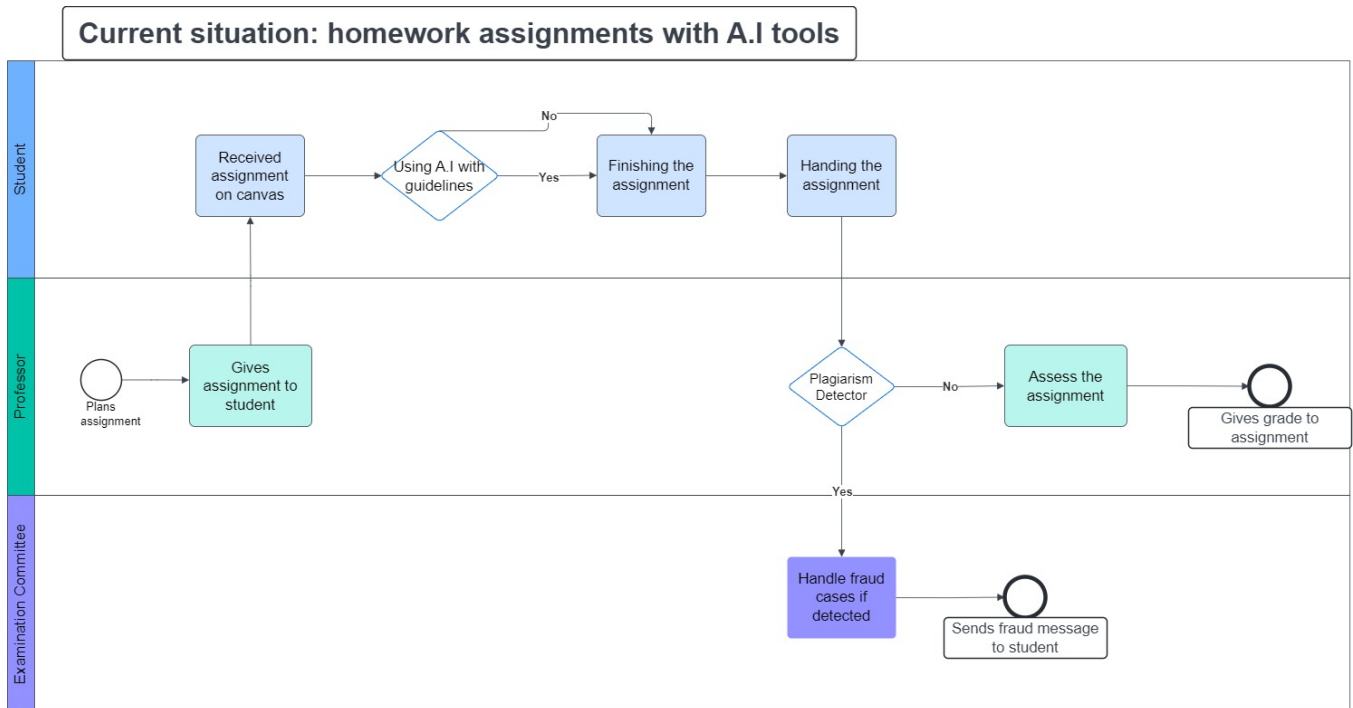 Current situation: homework assignments with A.I tools
Student
Received
assignment
on canvas
Using A.I with
guidelines
No
Yes
Finishing the
assignment
Handing the
assignment
Professor
Plans
assignment
Gives
assignment to
student
Plagiarism
Detector
No
Assess the
assignment
Gives grade to
assignment
Yes
Examination Committee
Handle fraud
cases if
detected
Sends fraud message
to student